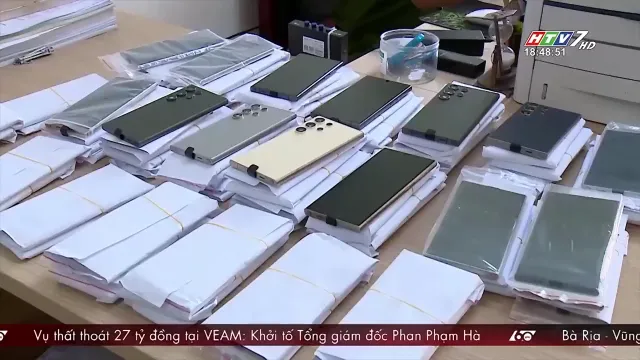 HTV7 HD
18:48:51
Vụ thất thoát 27 tỷ đồng tại VEAM: Khởi tố Tổng giám đốc Phan Phạm Hà
Bà Rịa - Vũng